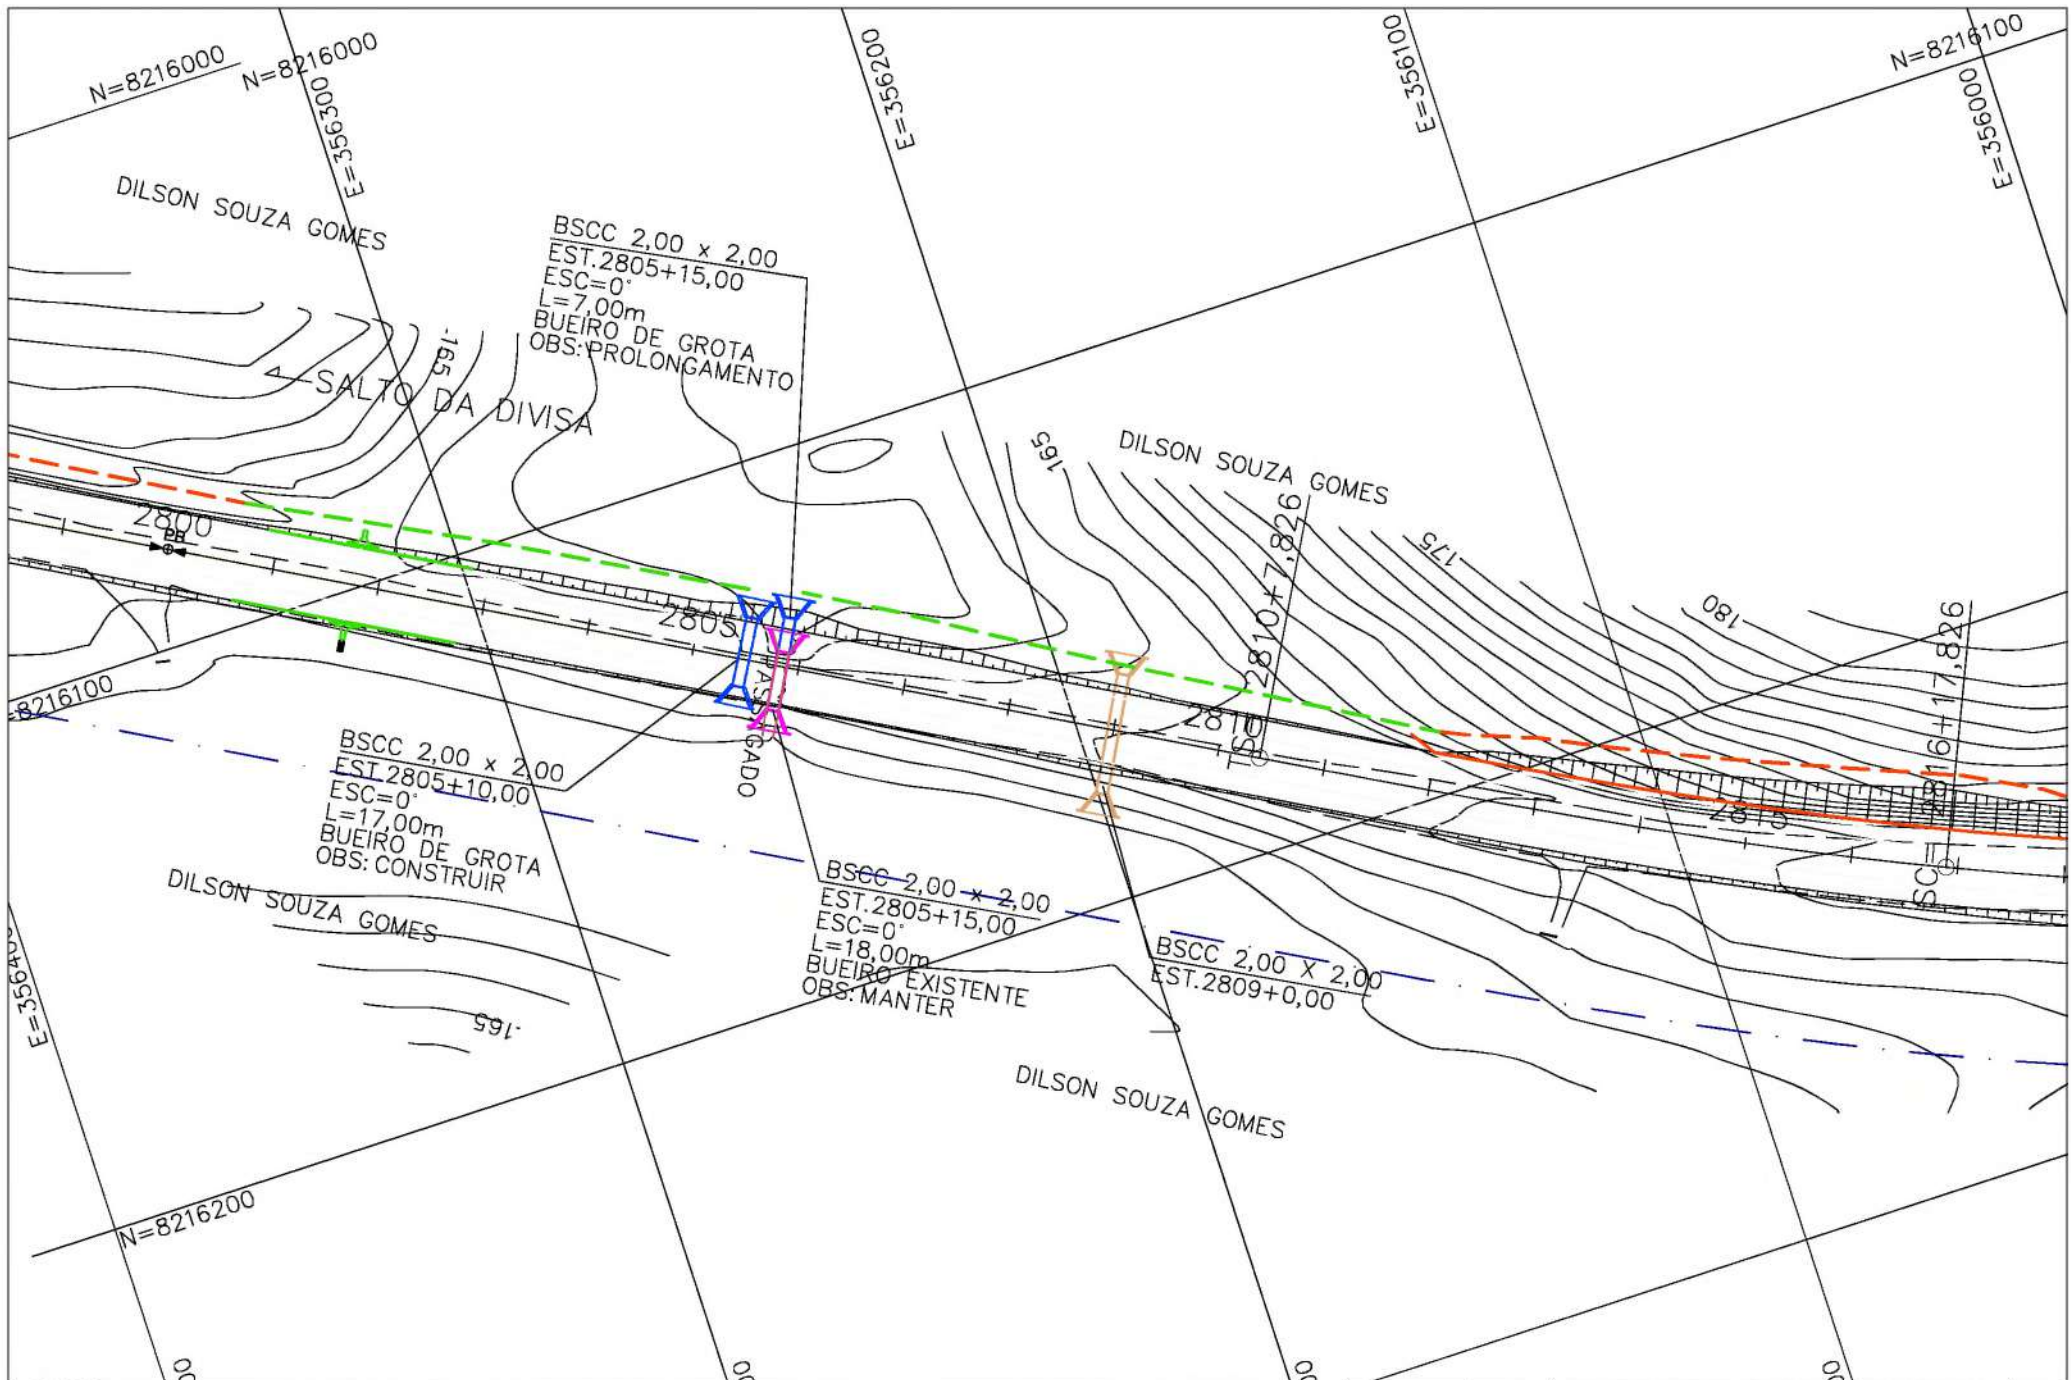 N=8216000
N=8216000
E=356300
E=356200
E=356100
N=8216100
E=356000
DILSON SOUZA GOMES
BSCC 2,00 x 2,00
EST.2805+15,00
ESC=0°
L=7,00m
BUEIRO DE GROTA
OBS: PROLONGAMENTO
165
SALTO DA DIVISA
165
DILSON SOUZA GOMES
175
180
2800
PR
2805
2810
2810+7,826
2815
SC=2816+17,826
=8216100
BSCC 2,00 x 2,00
EST.2805+10,00
ESC=0°
L=17,00m
BUEIRO DE GROTA
OBS: CONSTRUIR
DILSON SOUZA GOMES
BSCC 2,00 x 2,00
EST.2805+15,00
ESC=0°
L=18,00m
BUEIRO EXISTENTE
OBS: MANTER
BSCC 2,00 X 2,00
EST.2809+0,00
165
DILSON SOUZA GOMES
N=8216200
00
00
00
00